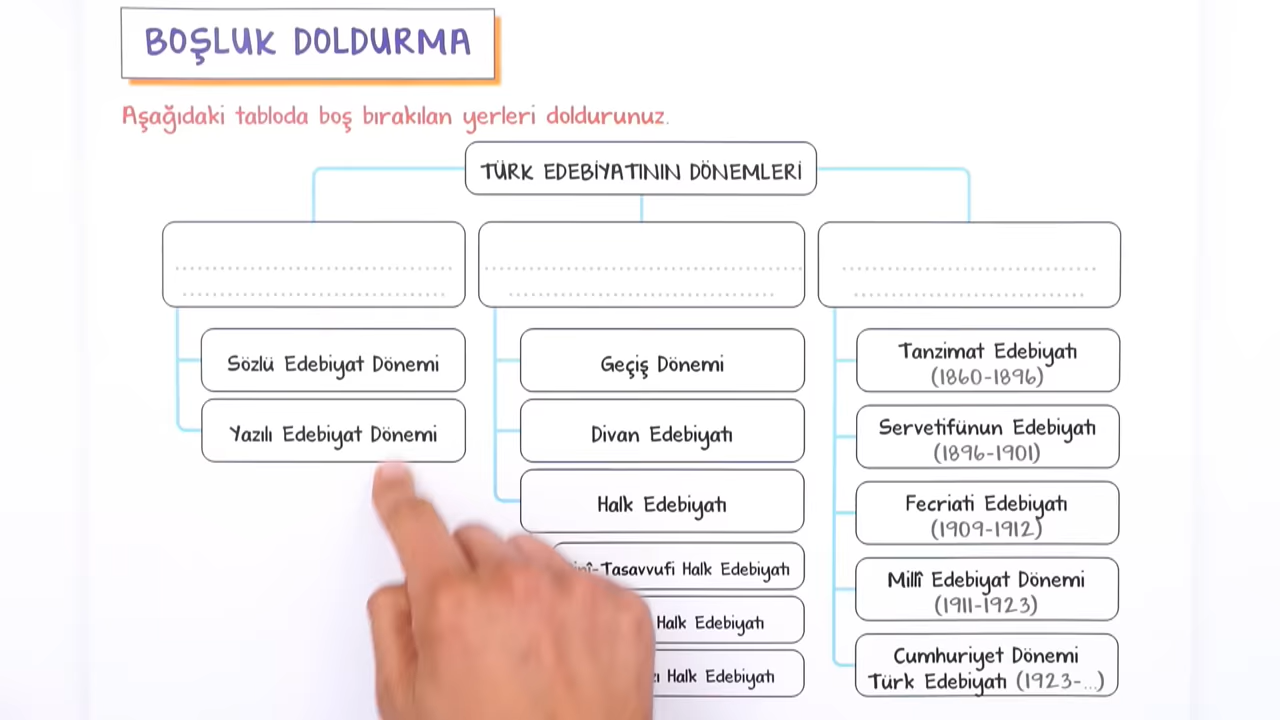 BOŞLUK DOLDURMA
Aşağıdaki tabloda boş bırakılan yerleri doldurunuz.
TÜRK EDEBİYATININ DÖNEMLERİ
Sözlü Edebiyat Dönemi
Yazılı Edebiyat Dönemi
Geçiş Dönemi
Divan Edebiyatı
Halk Edebiyatı
Tasavvufi Halk Edebiyatı
Halk Edebiyatı
Halk Edebiyatı
Tanzimat Edebiyatı
(1860-1896)
Servetifünun Edebiyatı
(1896-1901)
Fecriati Edebiyatı
(1909-1912)
Millî Edebiyat Dönemi
(1911-1923)
Cumhuriyet Dönemi
Türk Edebiyatı (1923-...)